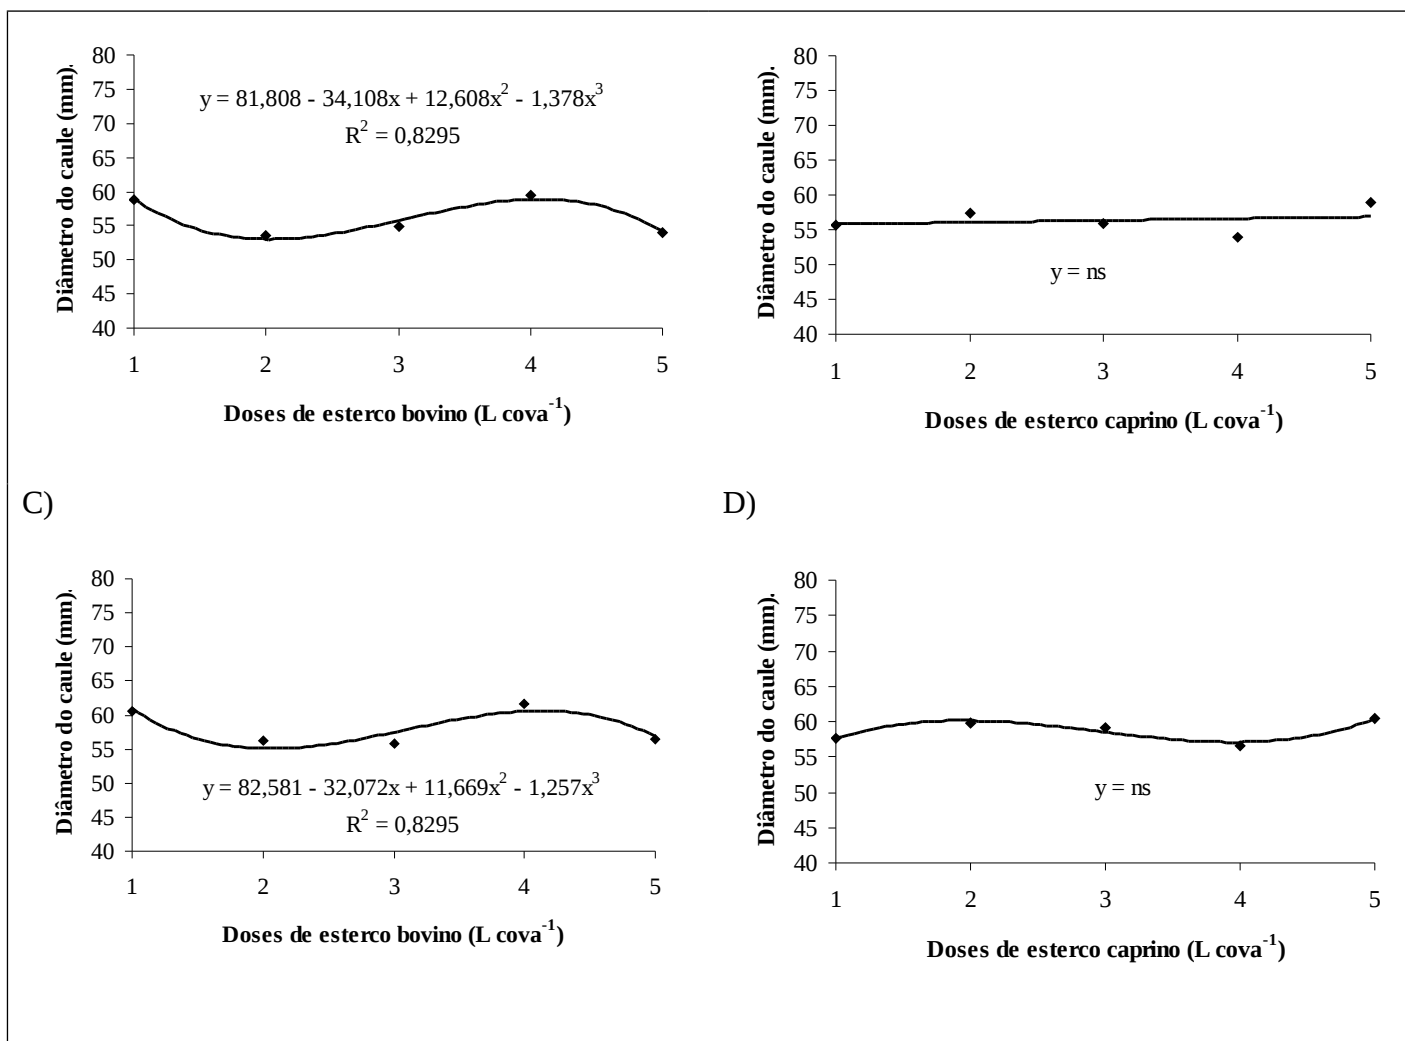 80
75
70
65
60
55
50
45
40
Diâmetro do caule (mm).
y = 81,808 - 34,108x + 12,608x² - 1,378x³
R² = 0,8295
1 2 3 4 5
Doses de esterco bovino (L cova⁻¹)
80
75
70
65
60
55
50
45
40
Diâmetro do caule (mm).
y = ns
1 2 3 4 5
Doses de esterco caprino (L cova⁻¹)
C)
80
75
70
65
60
55
50
45
40
Diâmetro do caule (mm).
y = 82,581 - 32,072x + 11,669x² - 1,257x³
R² = 0,8295
1 2 3 4 5
Doses de esterco bovino (L cova⁻¹)
D)
80
75
70
65
60
55
50
45
40
Diâmetro do caule (mm).
y = ns
1 2 3 4 5
Doses de esterco caprino (L cova⁻¹)